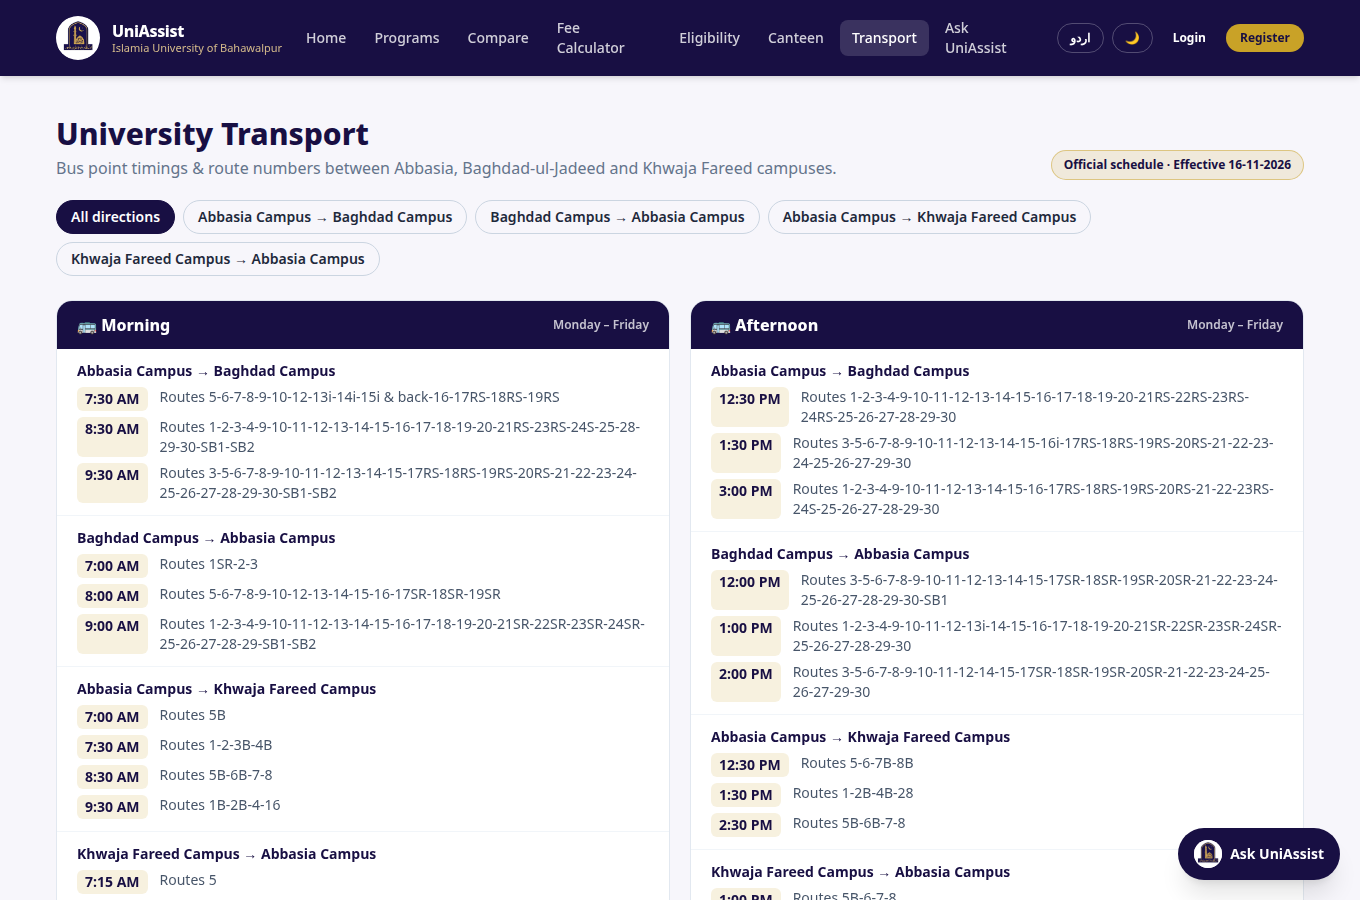 UniAssist
Islamia University of Bahawalpur
Home
Programs
Compare
Fee
Calculator
Eligibility
Canteen
Transport
Ask
UniAssist
اردو
Login
Register
University Transport
Bus point timings & route numbers between Abbasia, Baghdad-ul-Jadeed and Khwaja Fareed campuses.
Official schedule · Effective 16-11-2026
All directions
Abbasia Campus → Baghdad Campus
Baghdad Campus → Abbasia Campus
Abbasia Campus → Khwaja Fareed Campus
Khwaja Fareed Campus → Abbasia Campus
Morning
Monday – Friday
Abbasia Campus → Baghdad Campus
7:30 AM Routes 5-6-7-8-9-10-12-13i-14i-15i & back-16-17RS-18RS-19RS
8:30 AM Routes 1-2-3-4-9-10-11-12-13-14-15-16-17-18-19-20-21RS-23RS-24S-25-28-
29-30-SB1-SB2
9:30 AM Routes 3-5-6-7-8-9-10-11-12-13-14-15-17RS-18RS-19RS-20RS-21-22-23-24-
25-26-27-28-29-30-SB1-SB2
Baghdad Campus → Abbasia Campus
7:00 AM Routes 1SR-2-3
8:00 AM Routes 5-6-7-8-9-10-12-13-14-15-16-17SR-18SR-19SR
9:00 AM Routes 1-2-3-4-9-10-11-12-13-14-15-16-17-18-19-20-21SR-22SR-23SR-24SR-
25-26-27-28-29-SB1-SB2
Abbasia Campus → Khwaja Fareed Campus
7:00 AM Routes 5B
7:30 AM Routes 1-2-3B-4B
8:30 AM Routes 5B-6B-7-8
9:30 AM Routes 1B-2B-4-16
Khwaja Fareed Campus → Abbasia Campus
7:15 AM Routes 5
Afternoon
Monday – Friday
Abbasia Campus → Baghdad Campus
12:30 PM Routes 1-2-3-4-9-10-11-12-13-14-15-16-17-18-19-20-21RS-22RS-23RS-
24RS-25-26-27-28-29-30
1:30 PM Routes 3-5-6-7-8-9-10-11-12-13-14-15-16i-17RS-18RS-19RS-20RS-21-22-23-
24-25-26-27-29-30
3:00 PM Routes 1-2-3-4-9-10-11-12-13-14-15-16-17RS-18RS-19RS-20RS-21-22-23RS-
24S-25-26-27-28-29-30
Baghdad Campus → Abbasia Campus
12:00 PM Routes 3-5-6-7-8-9-10-11-12-13-14-15-17SR-18SR-19SR-20SR-21-22-23-24-
25-26-27-28-29-30-SB1
1:00 PM Routes 1-2-3-4-9-10-11-12-13i-14-15-16-17-18-19-20-21SR-22SR-23SR-24SR-
25-26-27-28-29-30
2:00 PM Routes 3-5-6-7-8-9-10-11-12-14-15-17SR-18SR-19SR-20SR-21-22-23-24-25-
26-27-29-30
Abbasia Campus → Khwaja Fareed Campus
12:30 PM Routes 5-6-7B-8B
1:30 PM Routes 1-2B-4B-28
2:30 PM Routes 5B-6B-7-8
Khwaja Fareed Campus → Abbasia Campus
1:00 PM Routes 5B-6-7-8
Ask UniAssist